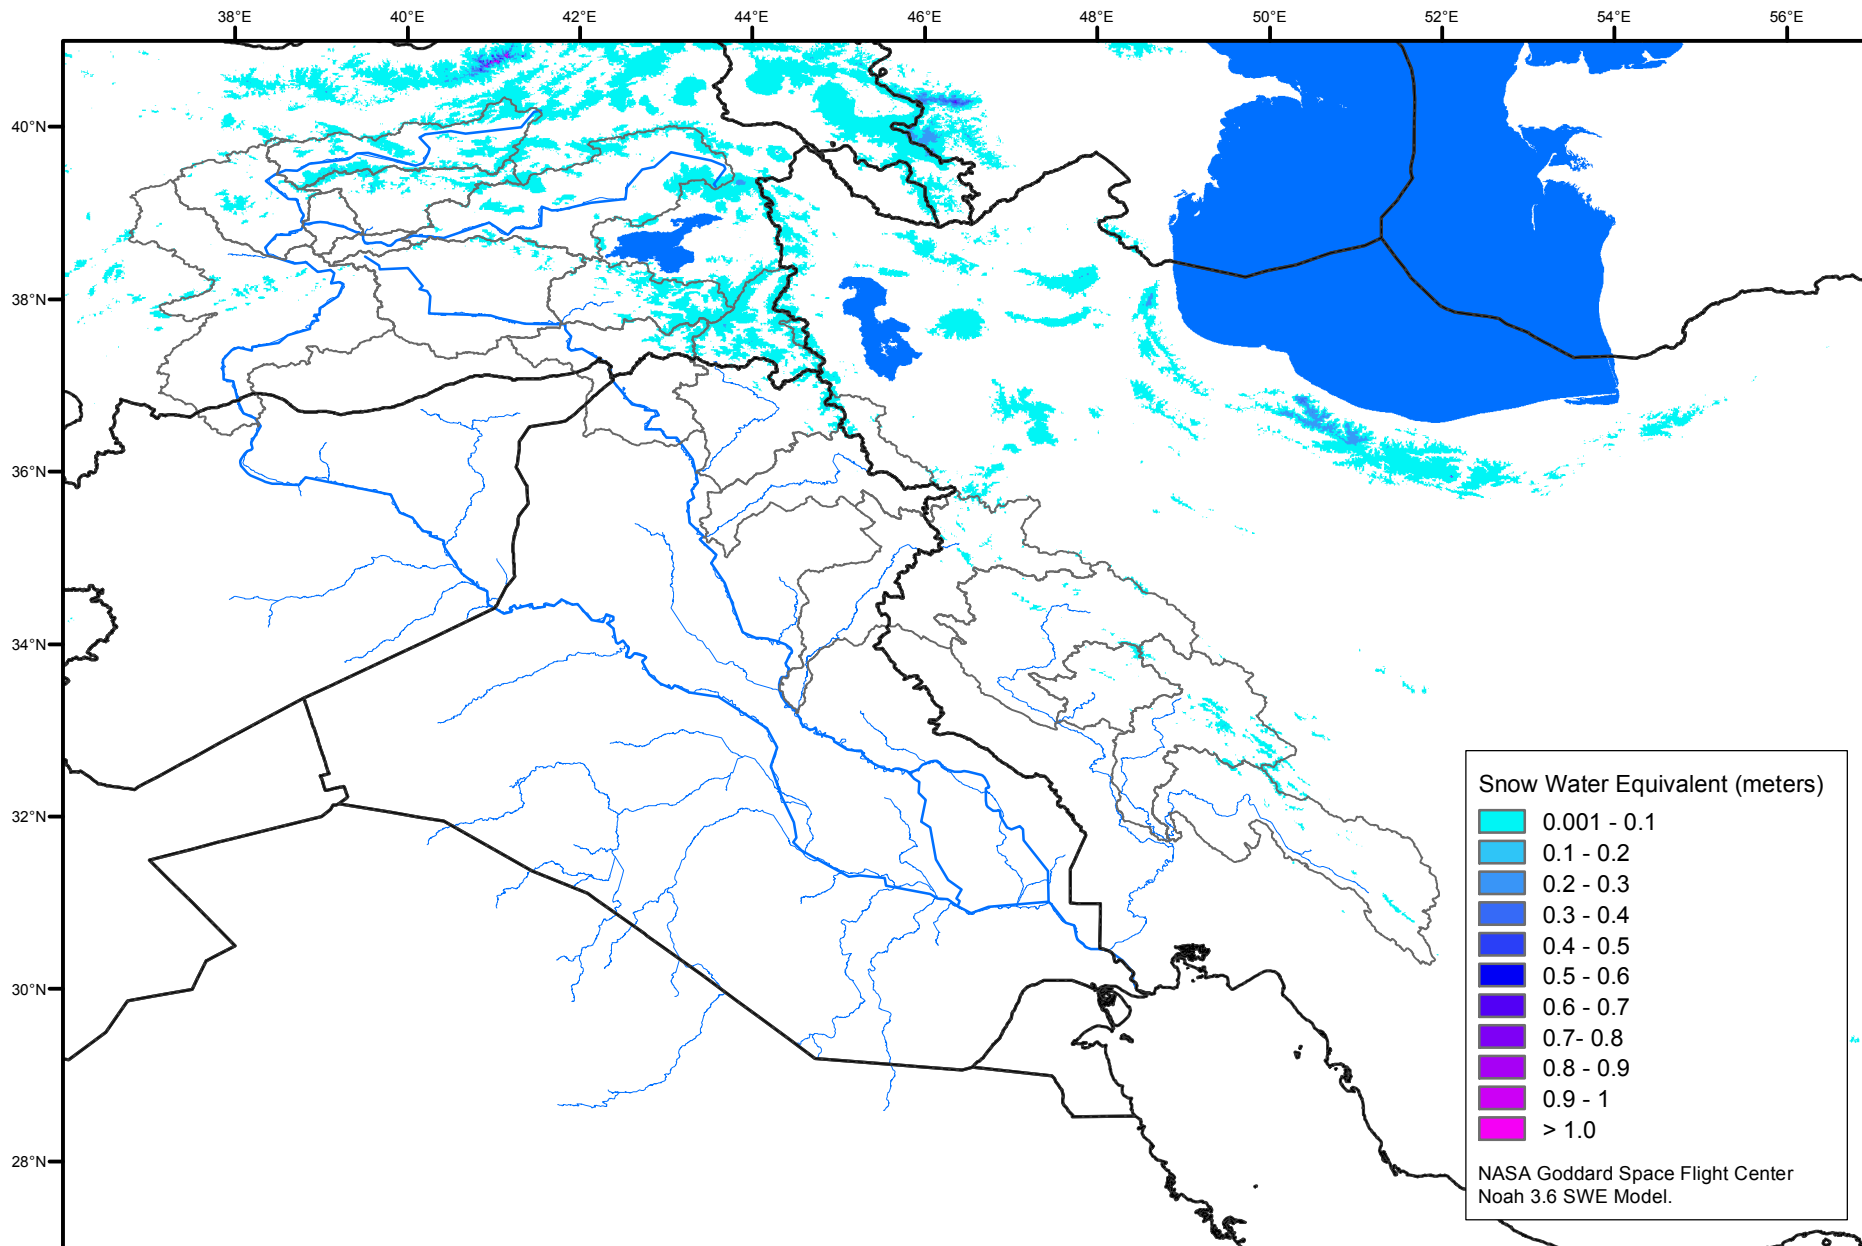 38°E 40°E 42°E 44°E 46°E 48°E 50°E 52°E 54°E 56°E
40°N
38°N
36°N
34°N
32°N
30°N
28°N
Snow Water Equivalent (meters)
0.001 - 0.1
0.1 - 0.2
0.2 - 0.3
0.3 - 0.4
0.4 - 0.5
0.5 - 0.6
0.6 - 0.7
0.7- 0.8
0.8 - 0.9
0.9 - 1
> 1.0
NASA Goddard Space Flight Center
Noah 3.6 SWE Model.